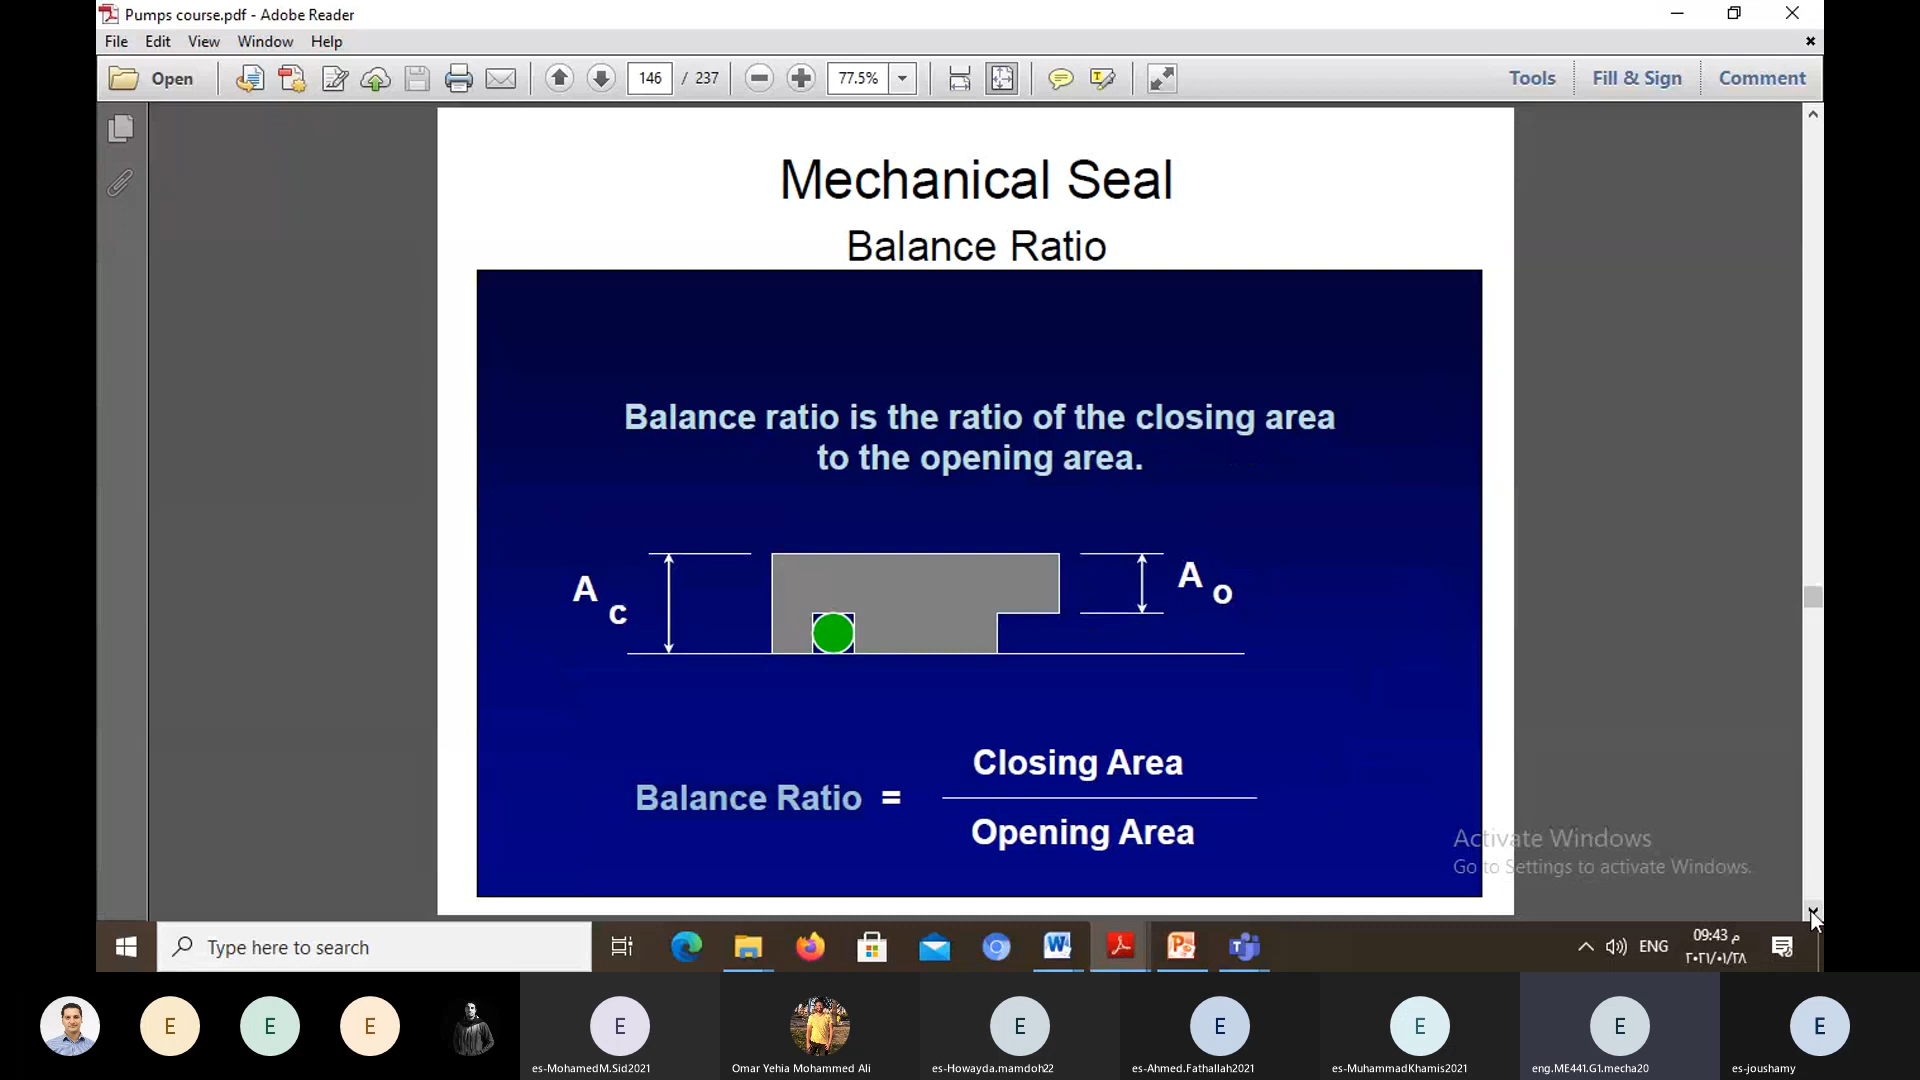 Pumps course.pdf - Adobe Reader
File Edit View Window Help
Open 146 / 237 77.5% Tools Fill & Sign Comment
Mechanical Seal
Balance Ratio
Balance ratio is the ratio of the closing area
to the opening area.
A c
A o
Closing Area
Balance Ratio =
Opening Area
Activate Windows
Go to Settings to activate Windows.
Type here to search
ENG
09:43 م
٢٠٢١/٠١/٢٨
E E E E E E E E E
es-MohamedM.Sid2021
Omar Yehia Mohammed Ali
es-Howayda.mamdoh22
es-Ahmed.Fathallah2021
es-MuhammadKhamis2021
eng.ME441.G1.mecha20
es-joushamy